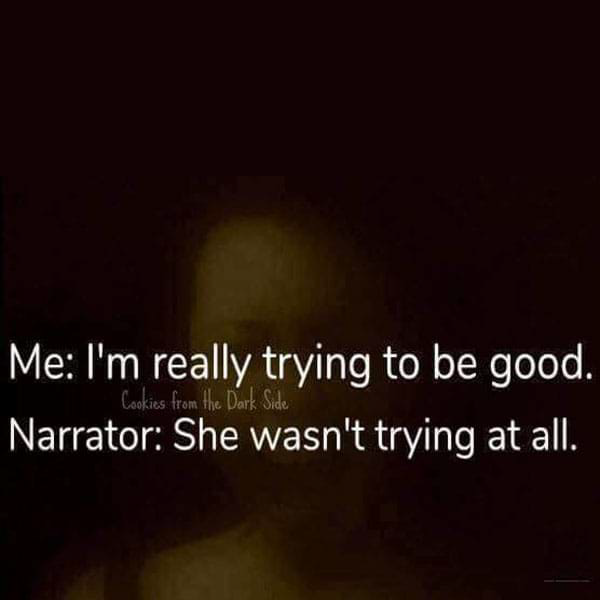 Me: I'm really trying to be good.
Cookies from the Dark Side
Narrator: She wasn't trying at all.